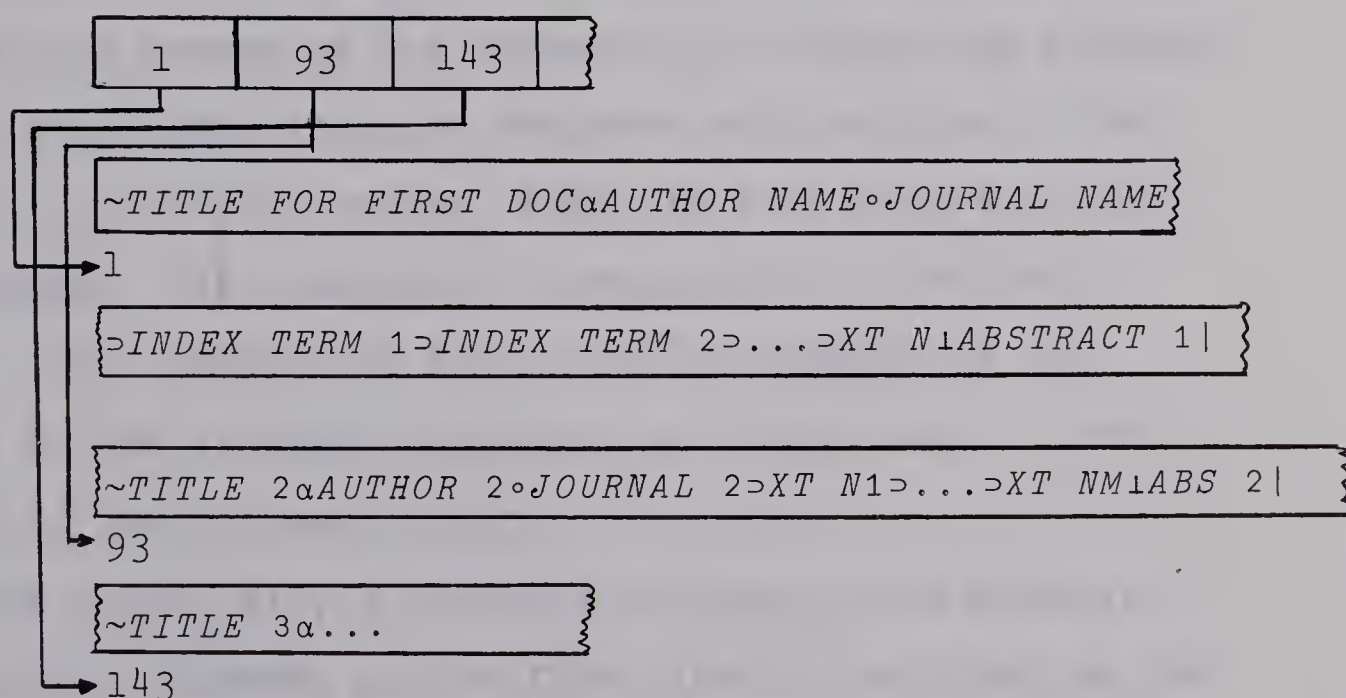 1 93 143
~TITLE FOR FIRST DOCαAUTHOR NAME∘JOURNAL NAME
1
⊃INDEX TERM 1⊃INDEX TERM 2⊃...⊃XT N⊥ABSTRACT 1|
~TITLE 2αAUTHOR 2∘JOURNAL 2⊃XT N1⊃...⊃XT NM⊥ABS 2|
93
~TITLE 3α...
143